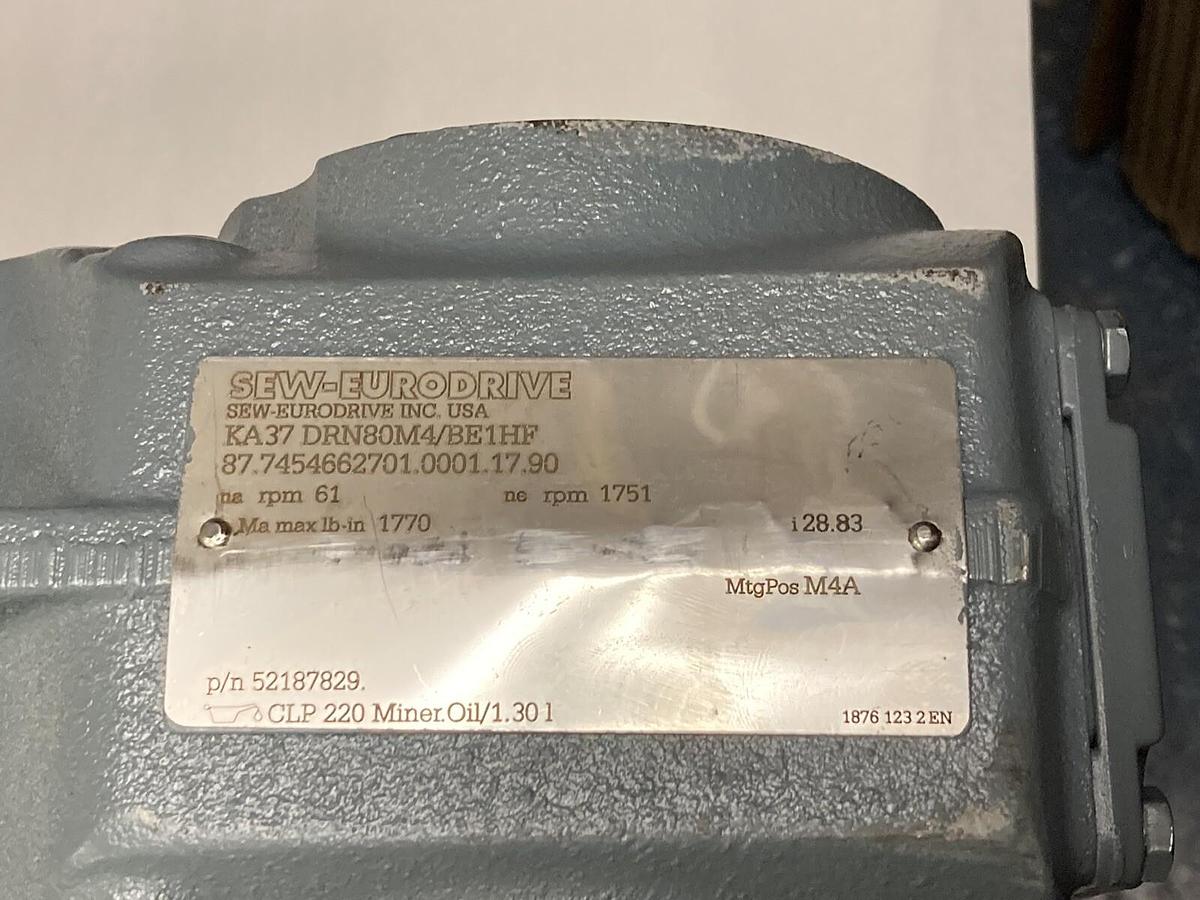 SEW-EURODRIVE
SEW-EURODRIVE INC. USA
KA37 DRN80M4/BE1HF
87.7454662701.0001.17.90
na rpm 61 ne rpm 1751
Ma max lb-in 1770 i 28.83
MtgPos M4A
p/n 52187829.
CLP 220 Miner.Oil/1.30 l
1876 123 2 EN